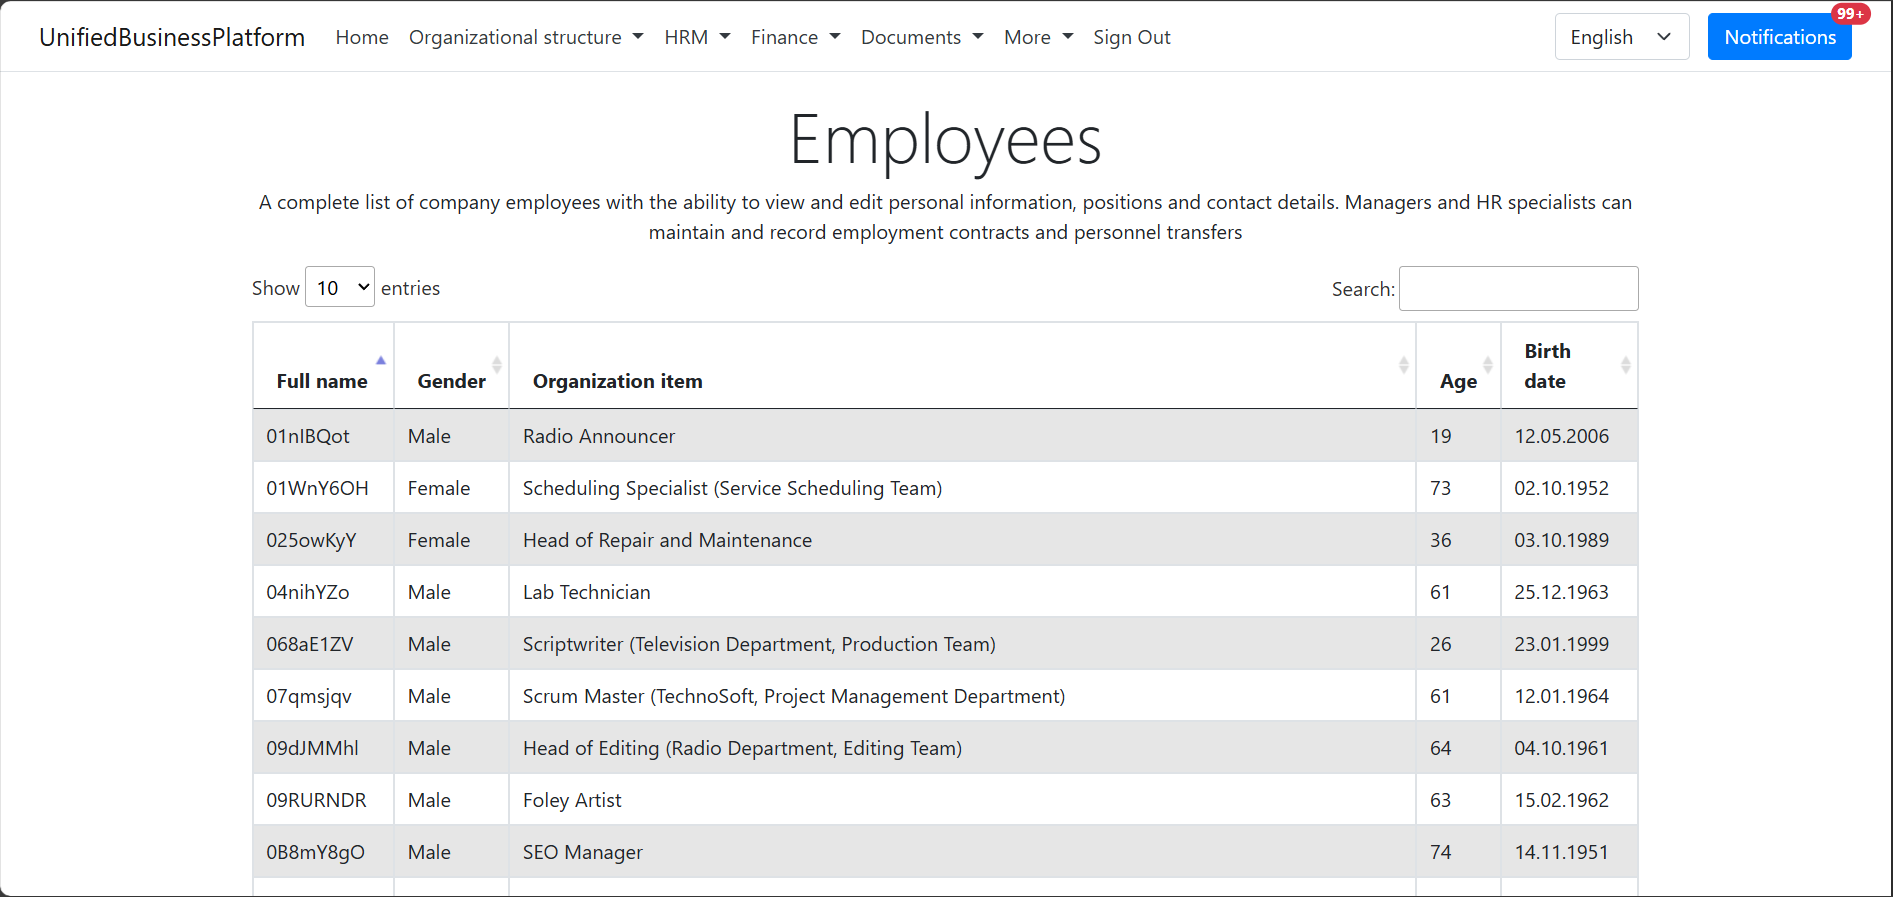 99+
UnifiedBusinessPlatform Home Organizational structure HRM Finance Documents More Sign Out English Notifications
Employees
A complete list of company employees with the ability to view and edit personal information, positions and contact details. Managers and HR specialists can
maintain and record employment contracts and personnel transfers
Show 10 entries Search:
Full name Gender Organization item Age Birth date
01nIBQot Male Radio Announcer 19 12.05.2006
01WnY6OH Female Scheduling Specialist (Service Scheduling Team) 73 02.10.1952
025owKyY Female Head of Repair and Maintenance 36 03.10.1989
04nihYZo Male Lab Technician 61 25.12.1963
068aE1ZV Male Scriptwriter (Television Department, Production Team) 26 23.01.1999
07qmsjqv Male Scrum Master (TechnoSoft, Project Management Department) 61 12.01.1964
09dJMMhl Male Head of Editing (Radio Department, Editing Team) 64 04.10.1961
09RURNDR Male Foley Artist 63 15.02.1962
0B8mY8gO Male SEO Manager 74 14.11.1951